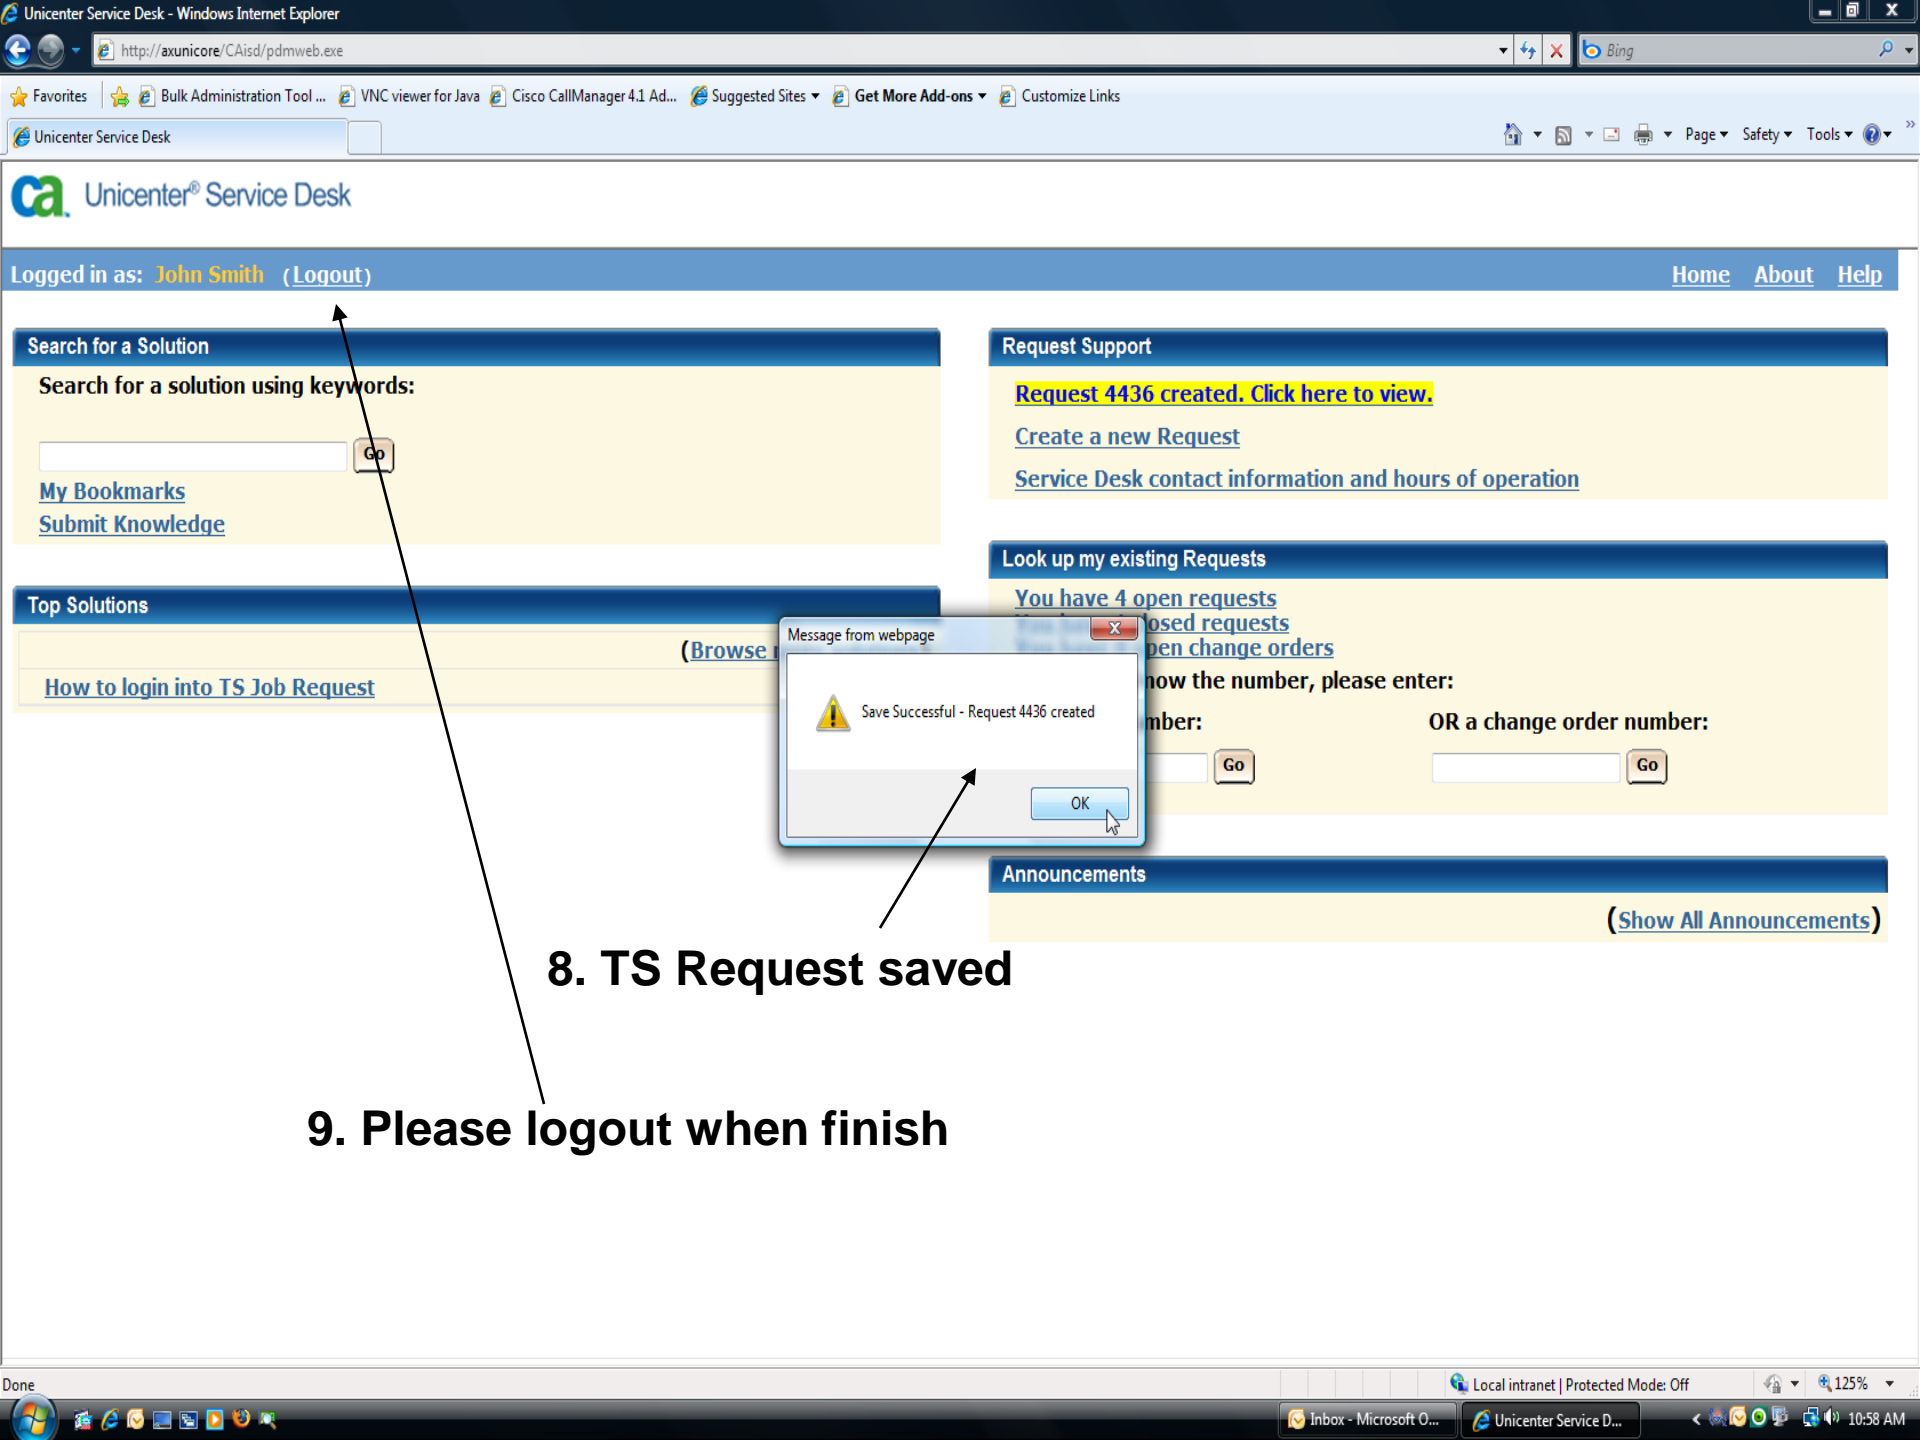 Unicenter Service Desk - Windows Internet Explorer
http://axunicore/CAisd/pdmweb.exe
Bing
Favorites Bulk Administration Tool ... VNC viewer for Java Cisco CallManager 4.1 Ad... Suggested Sites Get More Add-ons Customize Links
Unicenter Service Desk
Page Safety Tools
ca Unicenter® Service Desk
Logged in as: John Smith (Logout)
Home About Help
Search for a Solution
Search for a solution using keywords:
Go
My Bookmarks
Submit Knowledge
Top Solutions
(Browse
How to login into TS Job Request
Request Support
Request 4436 created. Click here to view.
Create a new Request
Service Desk contact information and hours of operation
Look up my existing Requests
You have 4 open requests
requests
change orders
the number, please enter:
OR a change order number:
Go
Go
Message from webpage
Save Successful - Request 4436 created
OK
Announcements
(Show All Announcements)
8. TS Request saved
9. Please logout when finish
Done
Local intranet | Protected Mode: Off
125%
Inbox - Microsoft O...
Unicenter Service D...
10:58 AM